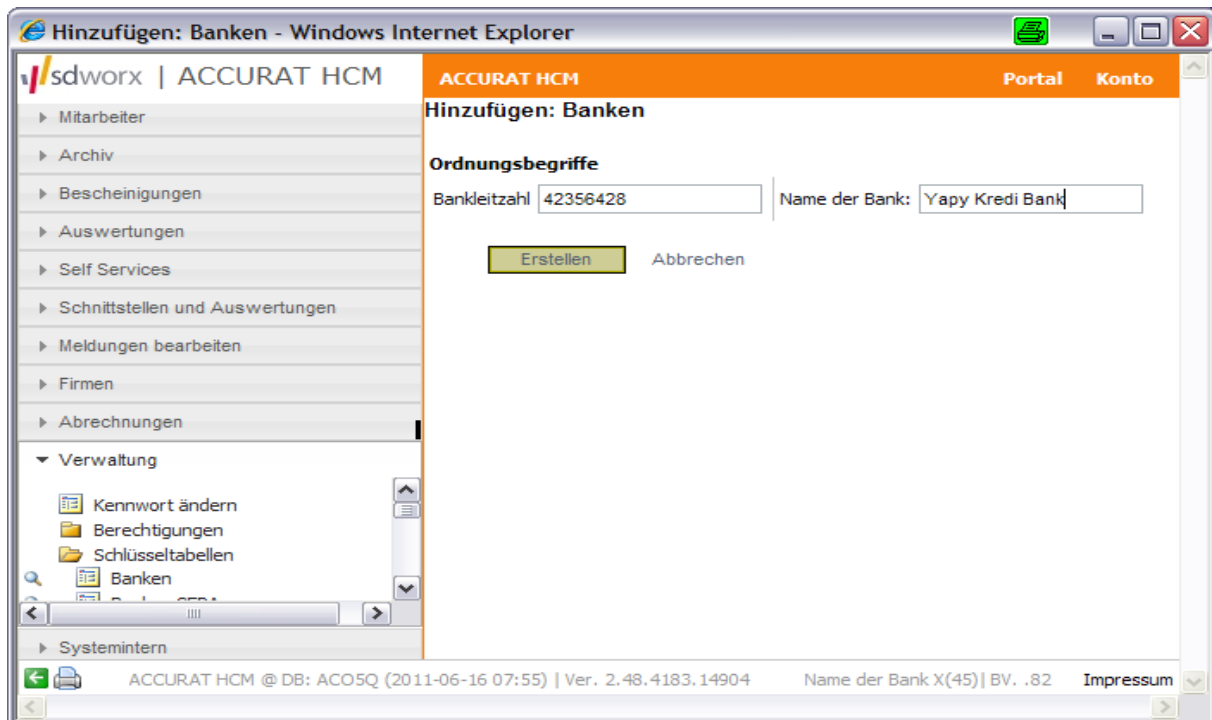 Hinzufügen: Banken - Windows Internet Explorer
sdworx | ACCURAT HCM
ACCURAT HCM Portal Konto
Mitarbeiter
Archiv
Bescheinigungen
Auswertungen
Self Services
Schnittstellen und Auswertungen
Meldungen bearbeiten
Firmen
Abrechnungen
Verwaltung
Kennwort ändern
Berechtigungen
Schlüsseltabellen
Banken
Systemintern
Hinzufügen: Banken
Ordnungsbegriffe
Bankleitzahl 42356428 Name der Bank: Yapy Kredi Bank
Erstellen Abbrechen
ACCURAT HCM @ DB: ACO5Q (2011-06-16 07:55) | Ver. 2.48.4183.14904 Name der Bank X(45)| BV. .82 Impressum